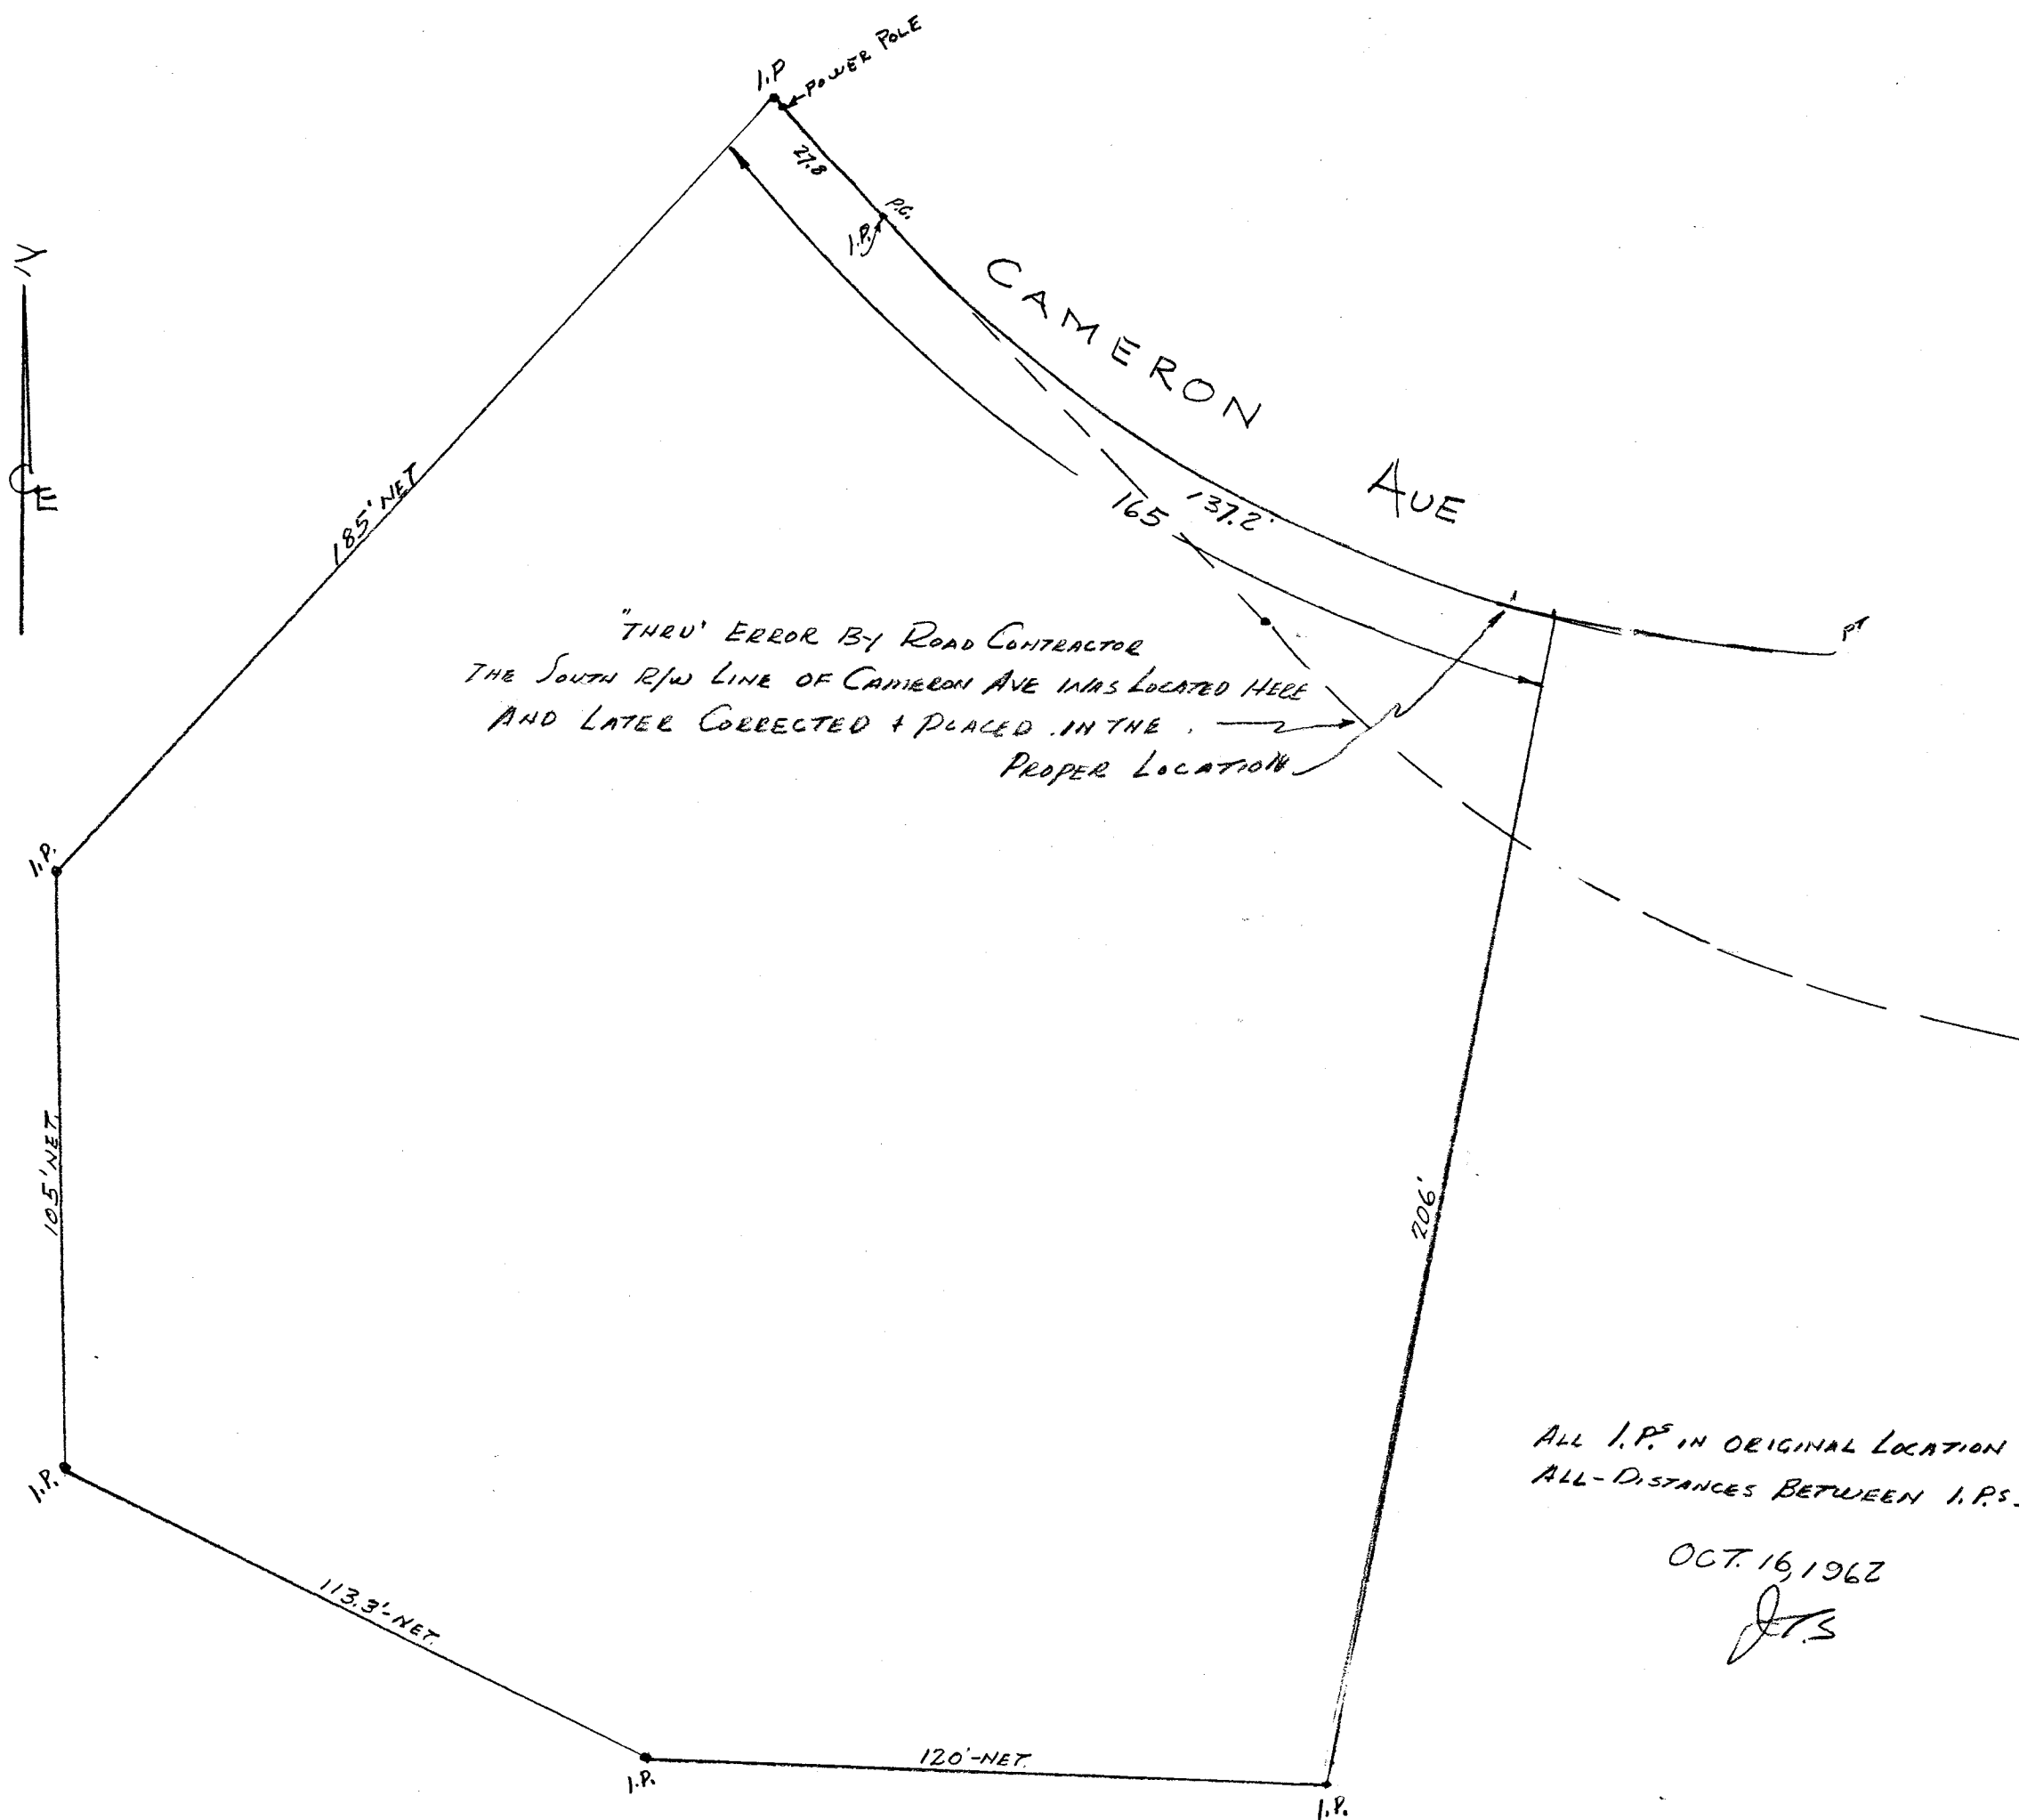 I.P
POWER POLE
27.8
P.C.
I.P.
CAMERON AVE
N
185' NET
165
137.2'
PT
"THRU' ERROR BY ROAD CONTRACTOR
THE SOUTH R/W LINE OF CAMERON AVE WAS LOCATED HERE
AND LATER CORRECTED & PLACED IN THE
PROPER LOCATION
I.P.
105' NET
206'
I.P.
ALL I.P.S IN ORIGINAL LOCATION
ALL-DISTANCES BETWEEN I.P.S.
OCT. 16, 1962
113.3'-NET.
120'-NET.
I.P.
I.P.